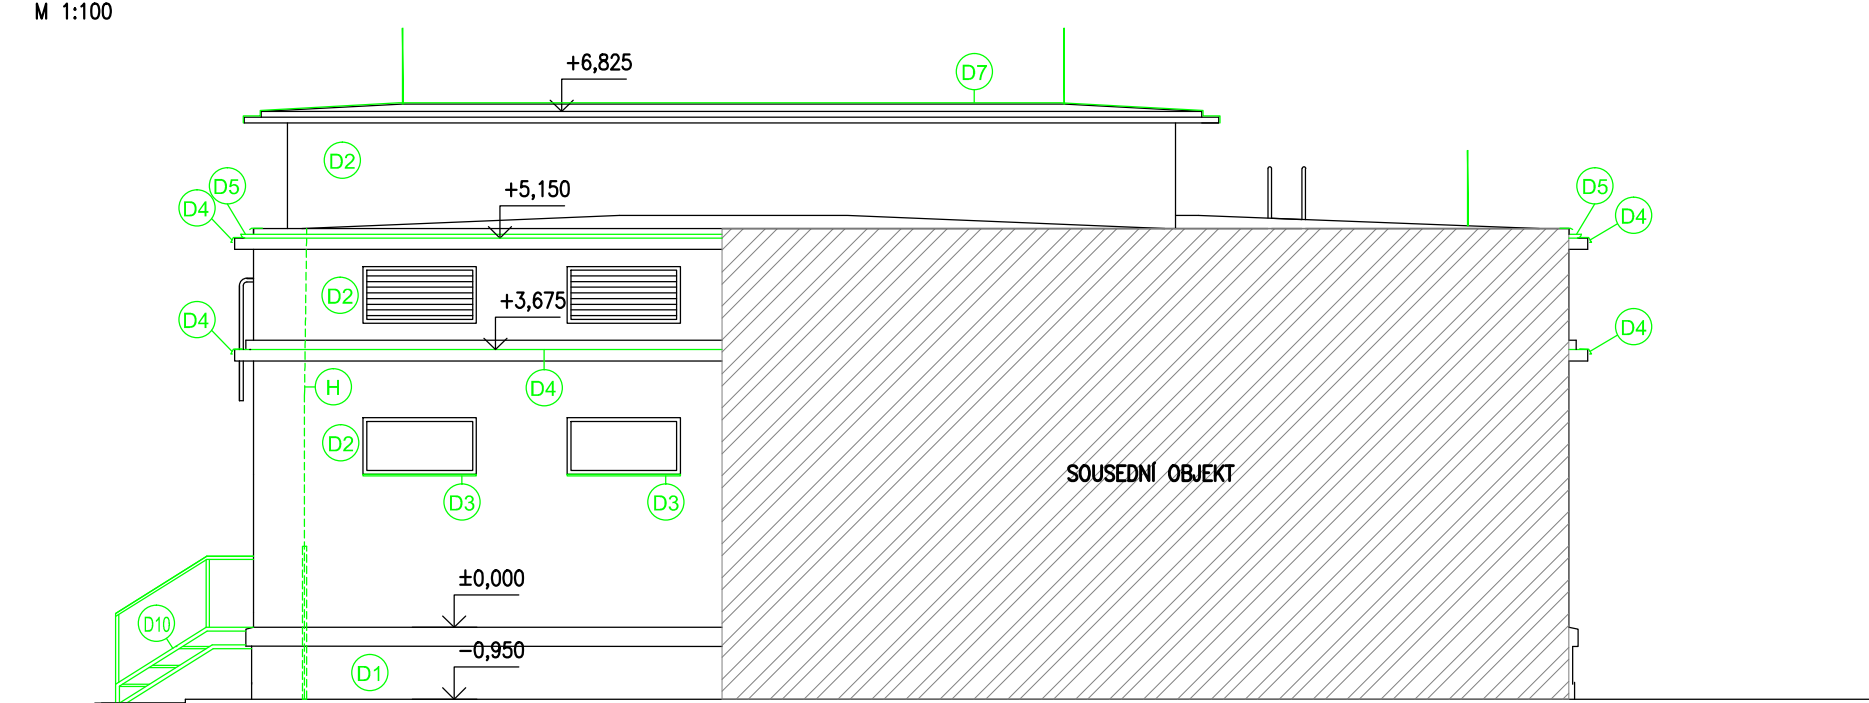 M 1:100
+6,825
D7
D2
+5,150
D5
D5
D4
D4
D2
+3,675
D4
D4
H
D4
D2
SOUSEDNÍ OBJEKT
D3
D3
±0,000
D10
-0,950
D1